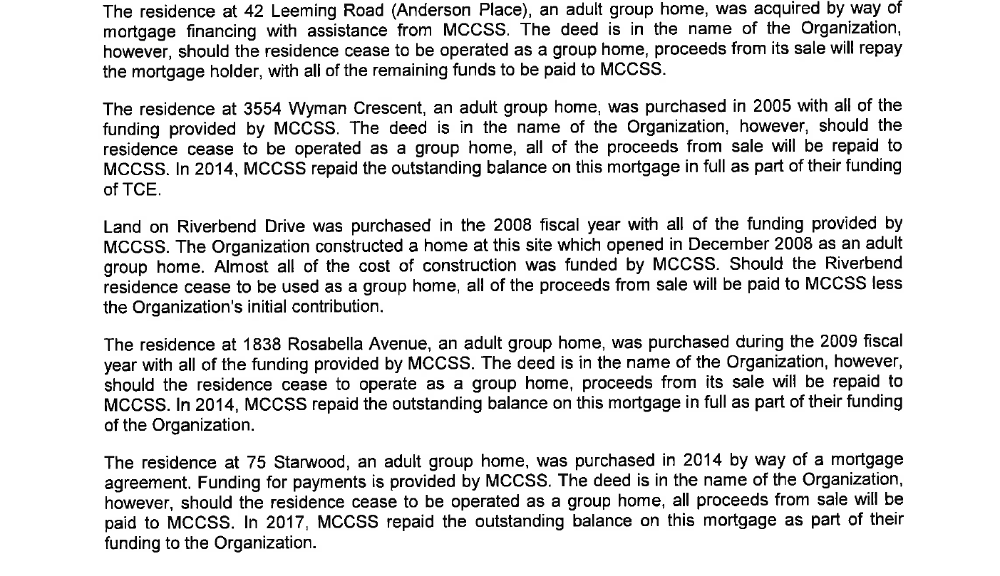 The residence at 42 Leeming Road (Anderson Place), an adult group home, was acquired by way of
mortgage financing with assistance from MCCSS. The deed is in the name of the Organization,
however, should the residence cease to be operated as a group home, proceeds from its sale will repay
the mortgage holder, with all of the remaining funds to be paid to MCCSS.
The residence at 3554 Wyman Crescent, an adult group home, was purchased in 2005 with all of the
funding provided by MCCSS. The deed is in the name of the Organization, however, should the
residence cease to be operated as a group home, all of the proceeds from sale will be repaid to
MCCSS. In 2014, MCCSS repaid the outstanding balance on this mortgage in full as part of their funding
of TCE.
Land on Riverbend Drive was purchased in the 2008 fiscal year with all of the funding provided by
MCCSS. The Organization constructed a home at this site which opened in December 2008 as an adult
group home. Almost all of the cost of construction was funded by MCCSS. Should the Riverbend
residence cease to be used as a group home, all of the proceeds from sale will be paid to MCCSS less
the Organization's initial contribution.
The residence at 1838 Rosabella Avenue, an adult group home, was purchased during the 2009 fiscal
year with all of the funding provided by MCCSS. The deed is in the name of the Organization, however,
should the residence cease to operate as a group home, proceeds from its sale will be repaid to
MCCSS. In 2014, MCCSS repaid the outstanding balance on this mortgage in full as part of their funding
of the Organization.
The residence at 75 Starwood, an adult group home, was purchased in 2014 by way of a mortgage
agreement. Funding for payments is provided by MCCSS. The deed is in the name of the Organization,
however, should the residence cease to be operated as a group home, all proceeds from sale will be
paid to MCCSS. In 2017, MCCSS repaid the outstanding balance on this mortgage as part of their
funding to the Organization.